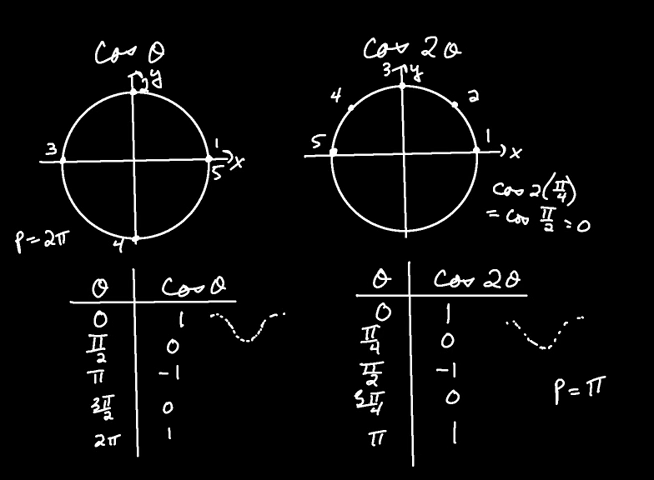 cos θ
cos 2θ
y
2
3
1
5
x
4
P = 2π
3
y
4
2
5
1
x
cos 2(π/4)
= cos π/2 = 0
θ | cos θ
0 | 1
π/2 | 0
π | -1
3π/2 | 0
2π | 1
θ | cos 2θ
0 | 1
π/4 | 0
π/2 | -1
3π/4 | 0
π | 1
P = π